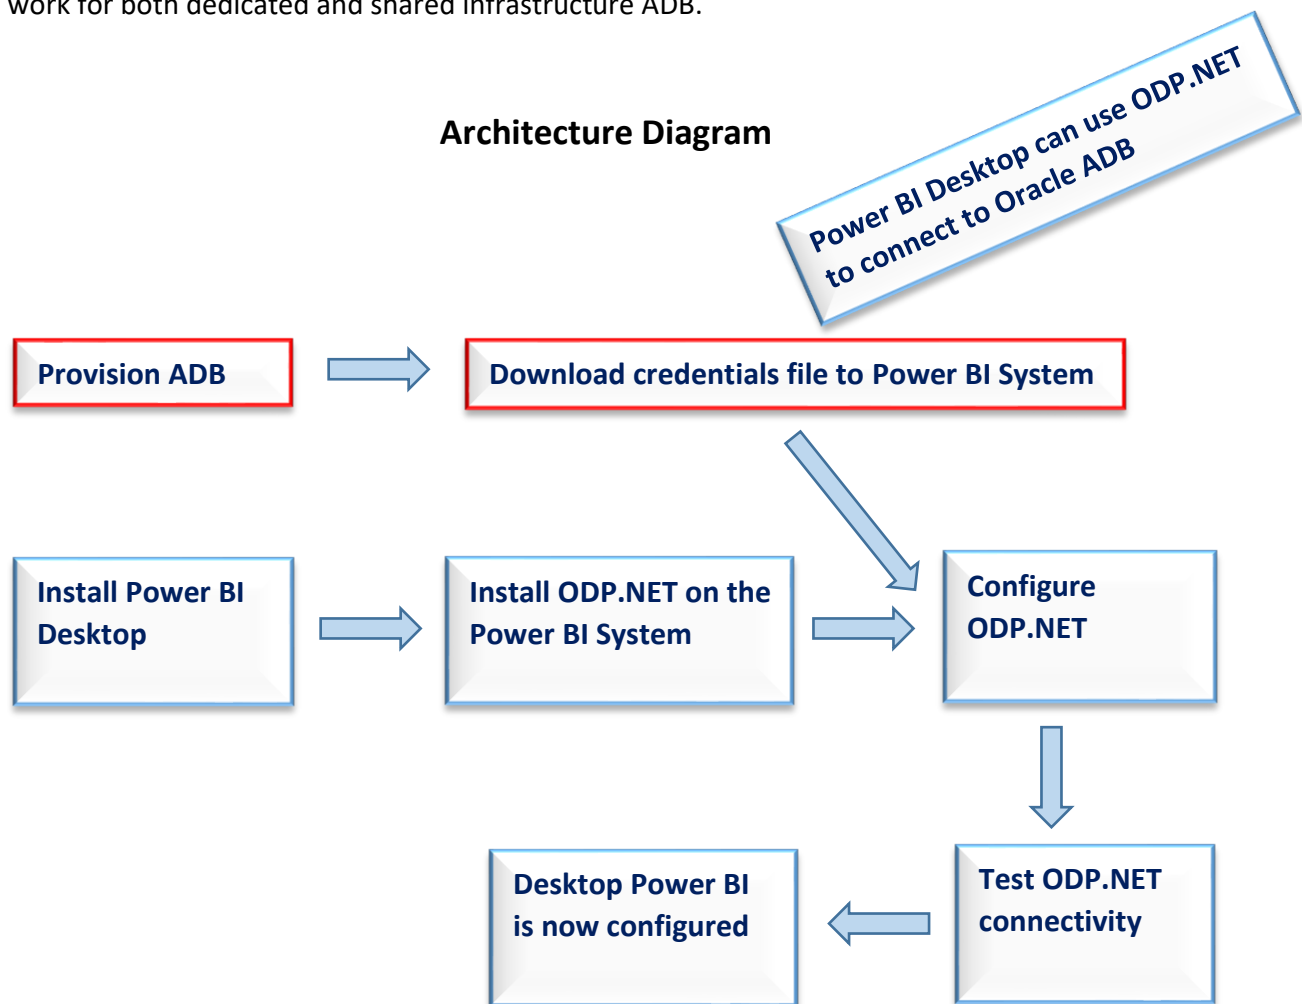 work for both dedicated and shared infrastructure ADB.
Architecture Diagram
Power BI Desktop can use ODP.NET
to connect to Oracle ADB
Provision ADB
Download credentials file to Power BI System
Install Power BI
Desktop
Install ODP.NET on the
Power BI System
Configure
ODP.NET
Desktop Power BI
is now configured
Test ODP.NET
connectivity